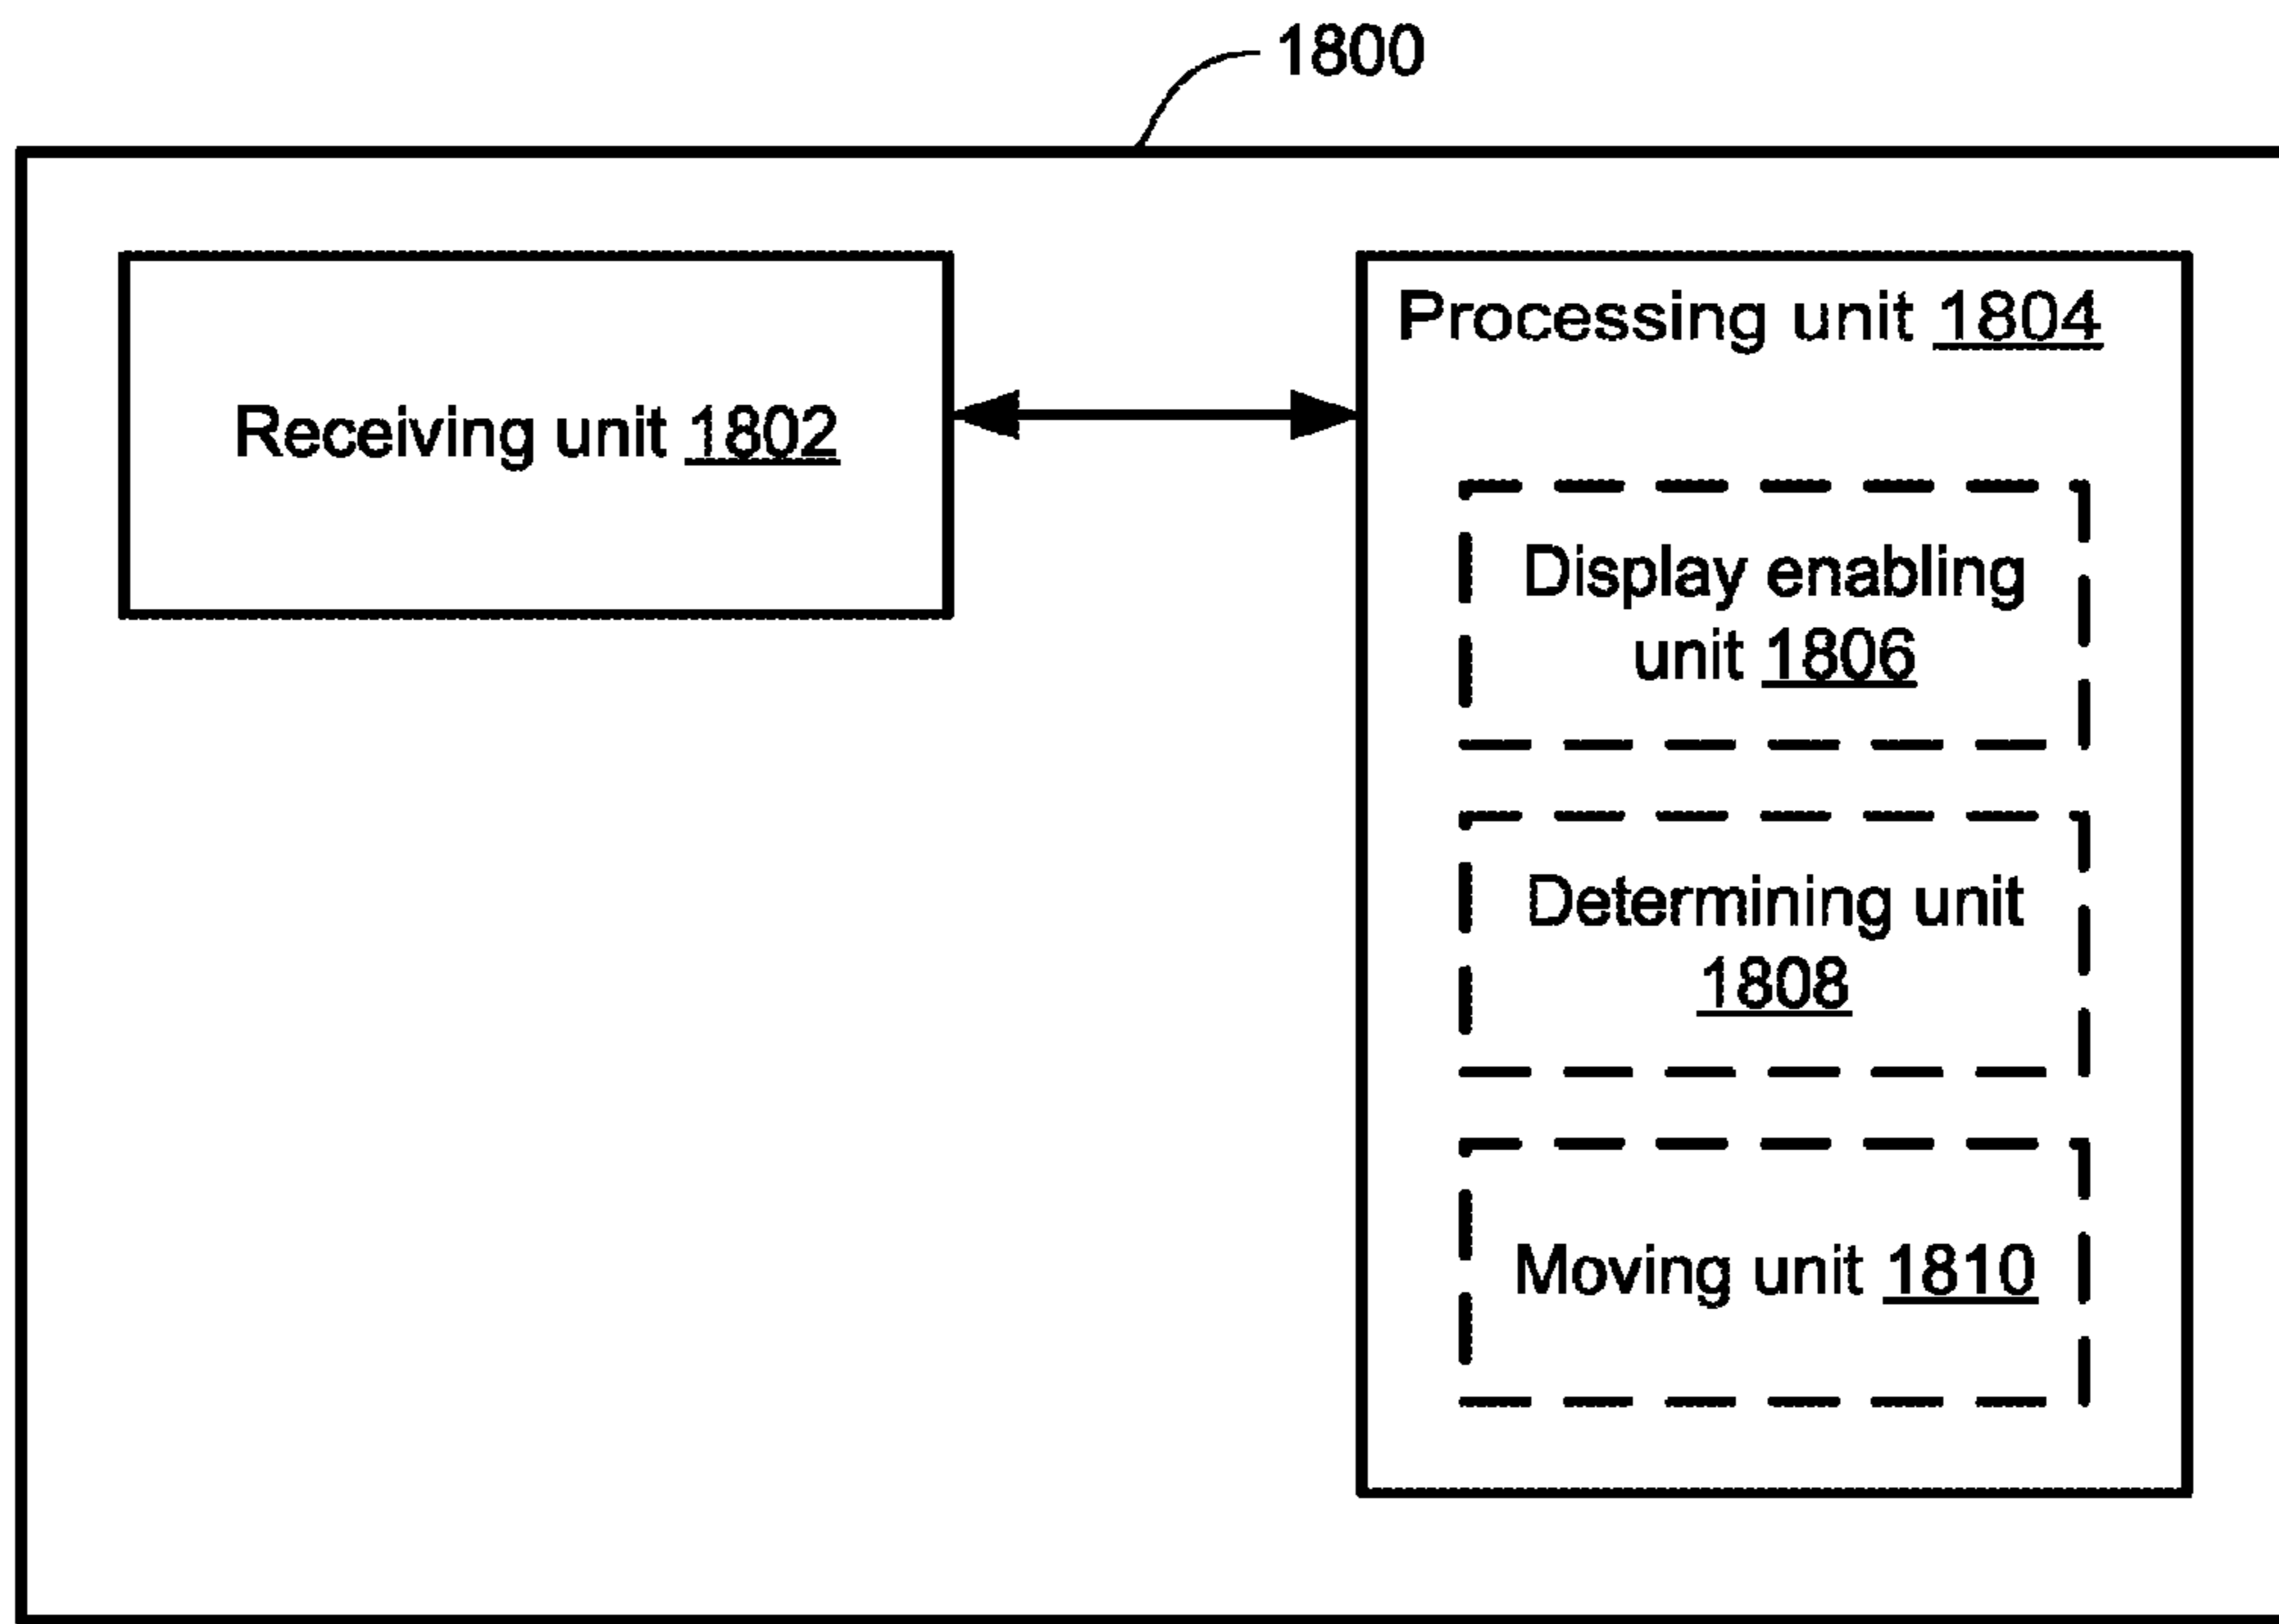 1800
Receiving unit 1802
Processing unit 1804
Display enabling
unit 1806
Determining unit
1808
Moving unit 1810